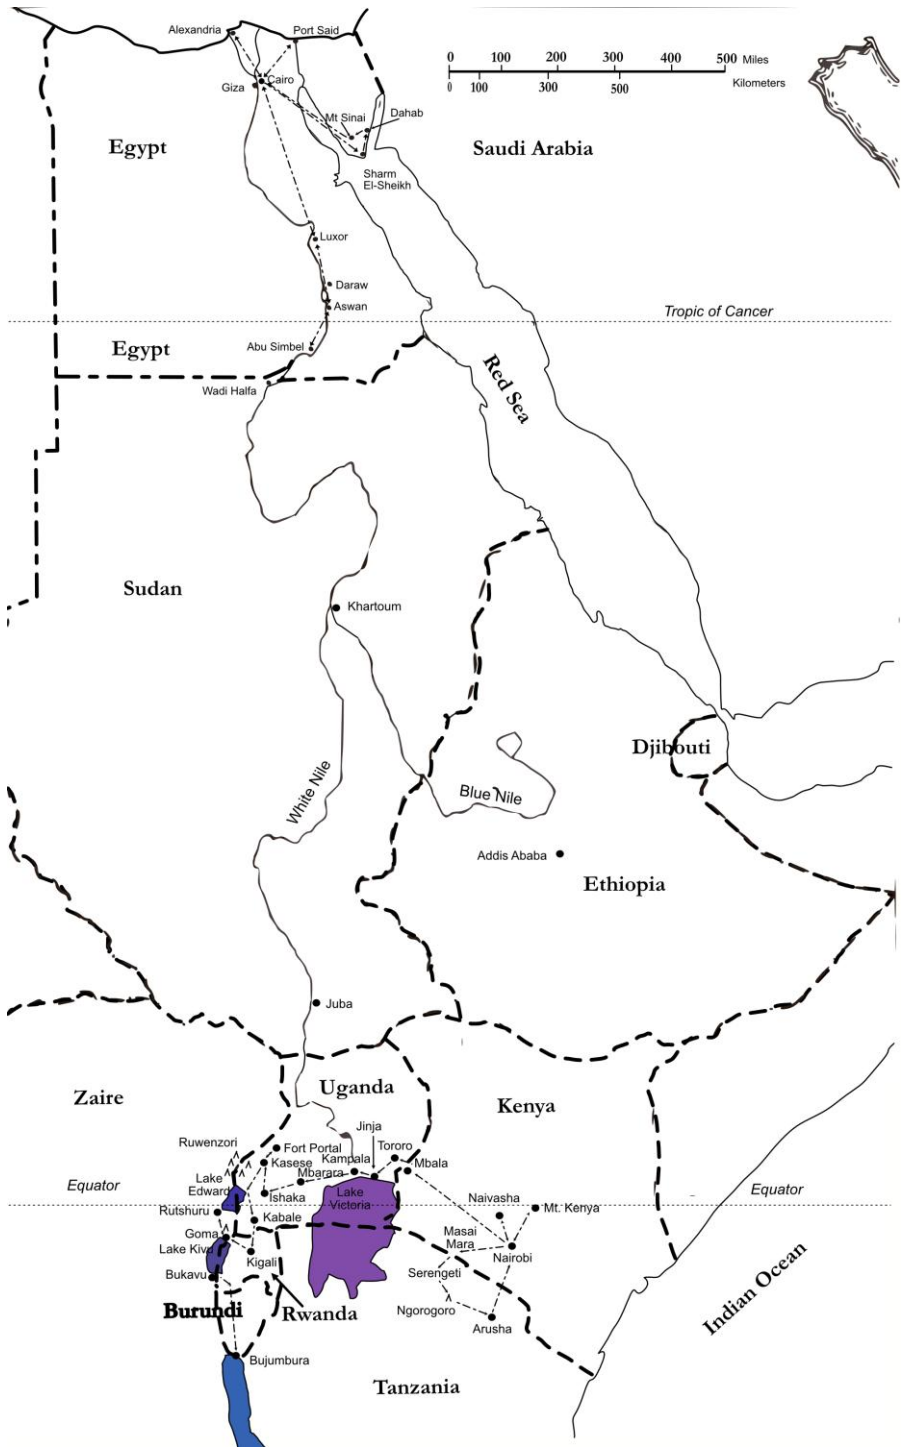 Alexandria
Port Said
0 100 200 300 400 500 Miles
0 100 300 500 Kilometers
Giza
Cairo
Mt Sinai
Dahab
Egypt
Saudi Arabia
Sharm
El-Sheikh
Luxor
Daraw
Aswan
Tropic of Cancer
Abu Simbel
Egypt
Wadi Halfa
Red Sea
Sudan
Khartoum
Djibouti
White Nile
Blue Nile
Addis Ababa
Ethiopia
Juba
Zaire
Uganda
Kenya
Jinja
Ruwenzori
Fort Portal
Tororo
Kasese
Kampala
Mbala
Mbarara
Lake
Edward
Equator
Ishaka
Lake
Victoria
Naivasha
Equator
Rutshuru
Kabale
Mt. Kenya
Goma
Masai
Mara
Lake Kivu
Kigali
Nairobi
Bukavu
Serengeti
Burundi
Rwanda
Ngorogoro
Arusha
Indian Ocean
Bujumbura
Tanzania